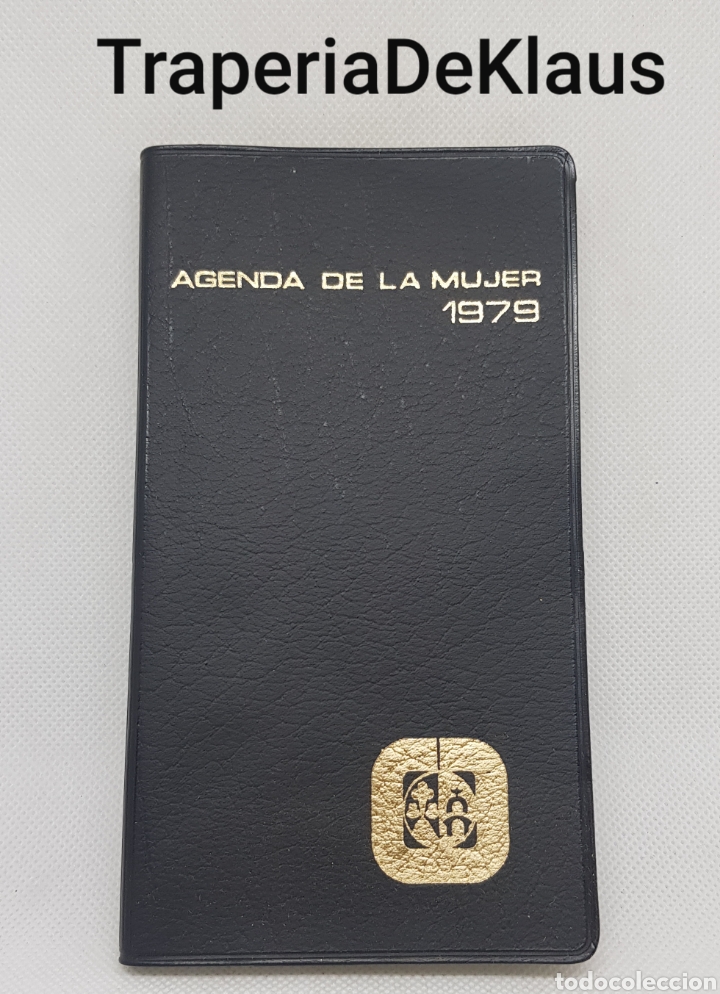 TraperiaDeKlaus
AGENDA DE LA MUJER
1979
todocoleccion